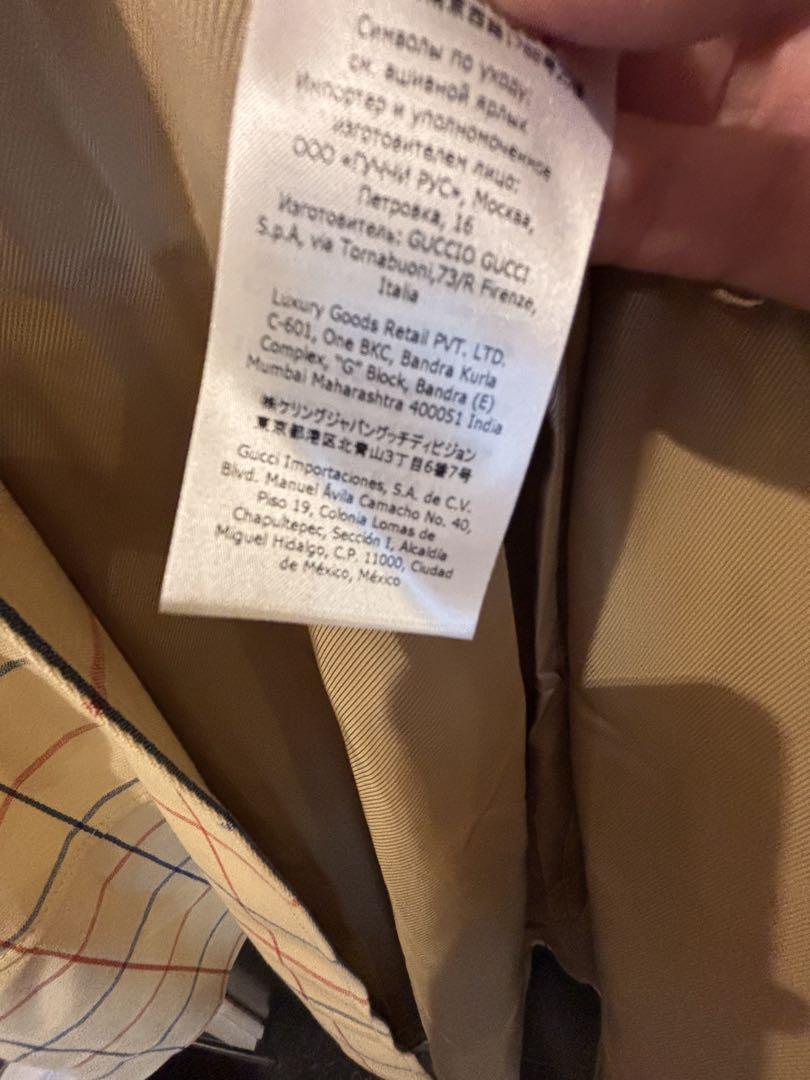 Символы по уходу:
см. вшивной ярлык
Импортер и уполномоченное
изготовителем лицо:
ООО «ГУЧЧИ РУС», Москва,
Петровка, 16
Изготовитель: GUCCIO GUCCI
S.p.A, via Tornabuoni,73/R Firenze,
Italia
Luxury Goods Retail PVT. LTD.
C-601, One BKC, Bandra Kurla
Complex, "G" Block, Bandra (E)
Mumbai Maharashtra 400051 India
㈱ケリングジャパングッチディビジョン
東京都港区北青山3丁目6番7号
Gucci Importaciones, S.A. de C.V.
Blvd. Manuel Ávila Camacho No. 40,
Piso 19, Colonia Lomas de
Chapultepec, Sección I, Alcaldía
Miguel Hidalgo, C.P. 11000, Ciudad
de México, México